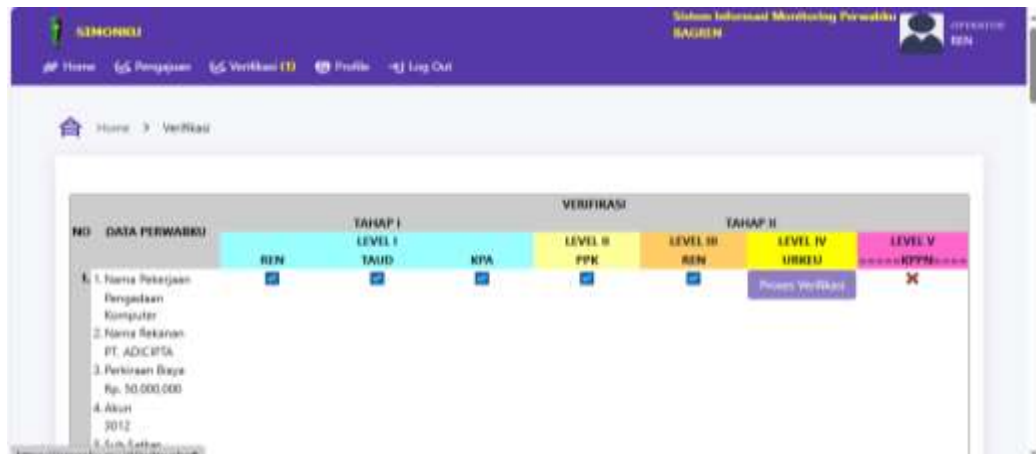 SIMONKU
Sistem Informasi Monitoring Perwabku
BAGREN
OPERATOR
REN
Home Pengajuan Verifikasi (1) Profile Log Out
Home > Verifikasi
VERIFIKASI
NO DATA PERWABKU TAHAP I TAHAP II
LEVEL I LEVEL II LEVEL III LEVEL IV LEVEL V
REN TAUD KPA PPK REN URKEU KPPN
1. 1. Nama Pekerjaan
Proses Verifikasi
Pengadaan
Komputer
2. Nama Rekanan
PT. ADICIPTA
3. Perkiraan Biaya
Rp. 50.000.000
4. Akun
3012
5. Sub Satker